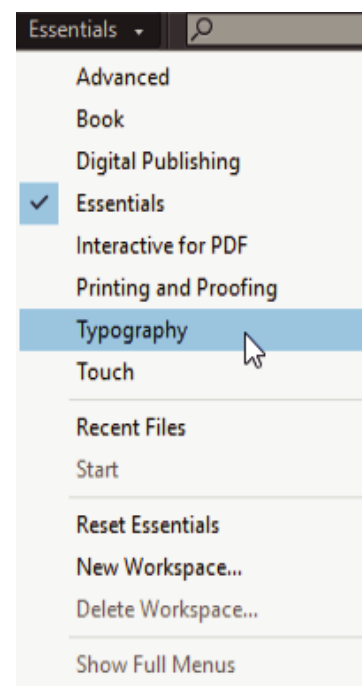 Essentials
Advanced
Book
Digital Publishing
Essentials
Interactive for PDF
Printing and Proofing
Typography
Touch
Recent Files
Start
Reset Essentials
New Workspace...
Delete Workspace...
Show Full Menus